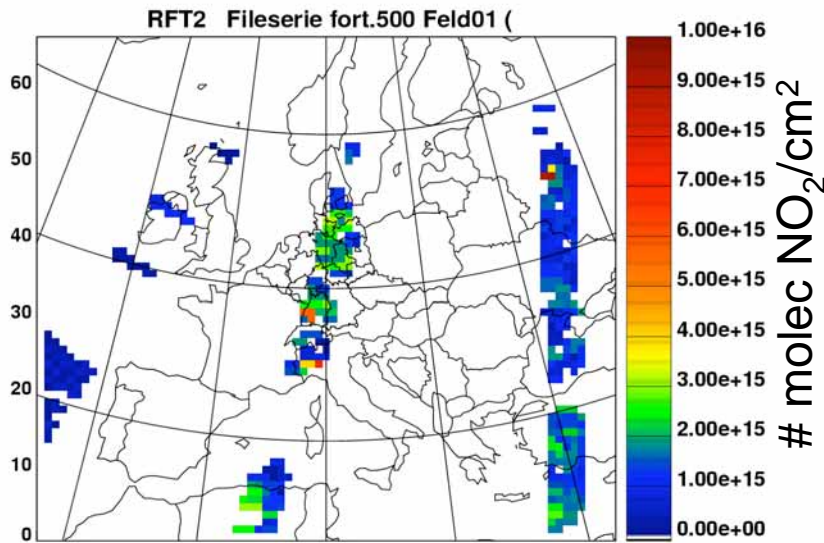 RFT2 Fileserie fort.500 Feld01 (
60
50
40
30
20
10
0
1.00e+16
9.00e+15
8.00e+15
7.00e+15
6.00e+15
5.00e+15
4.00e+15
3.00e+15
2.00e+15
1.00e+15
0.00e+00
# molec NO₂/cm²